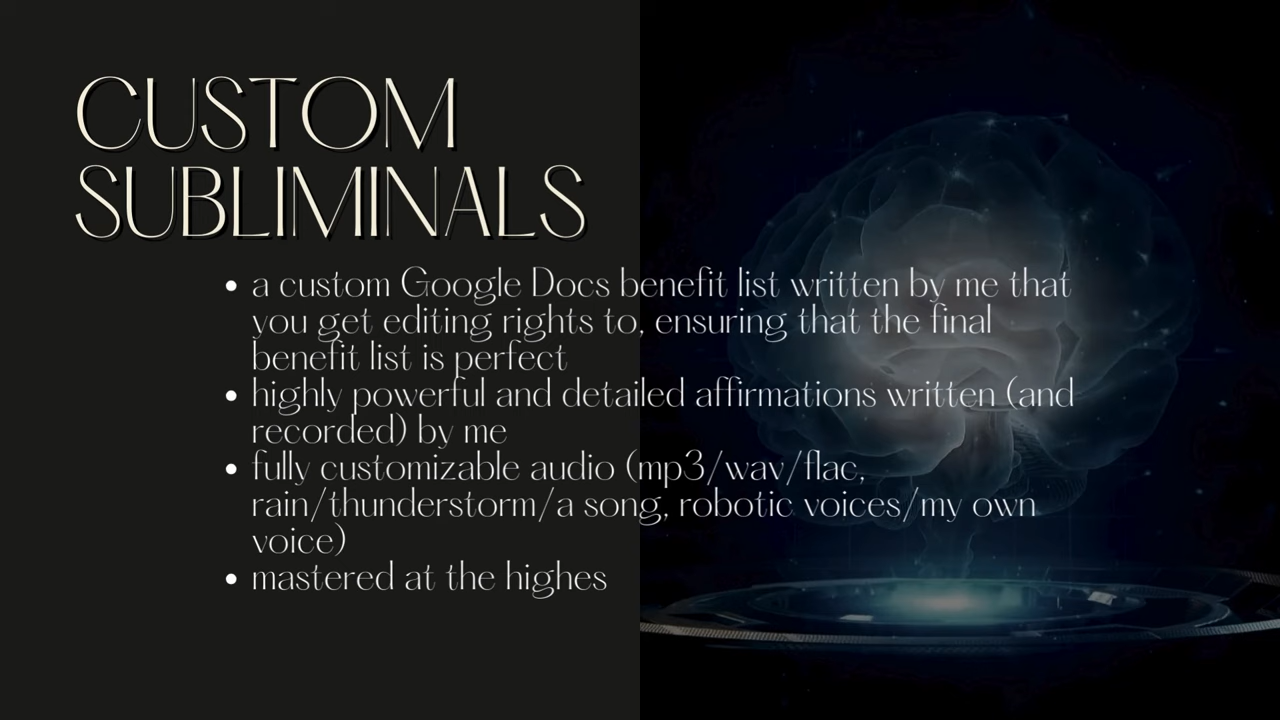 CUSTOM
SUBLIMINALS
• a custom Google Docs benefit list written by me that
you get editing rights to, ensuring that the final
benefit list is perfect
• highly powerful and detailed affirmations written (and
recorded) by me
• fully customizable audio (mp3/wav/flac,
rain/thunderstorm/a song, robotic voices/my own
voice)
• mastered at the highes